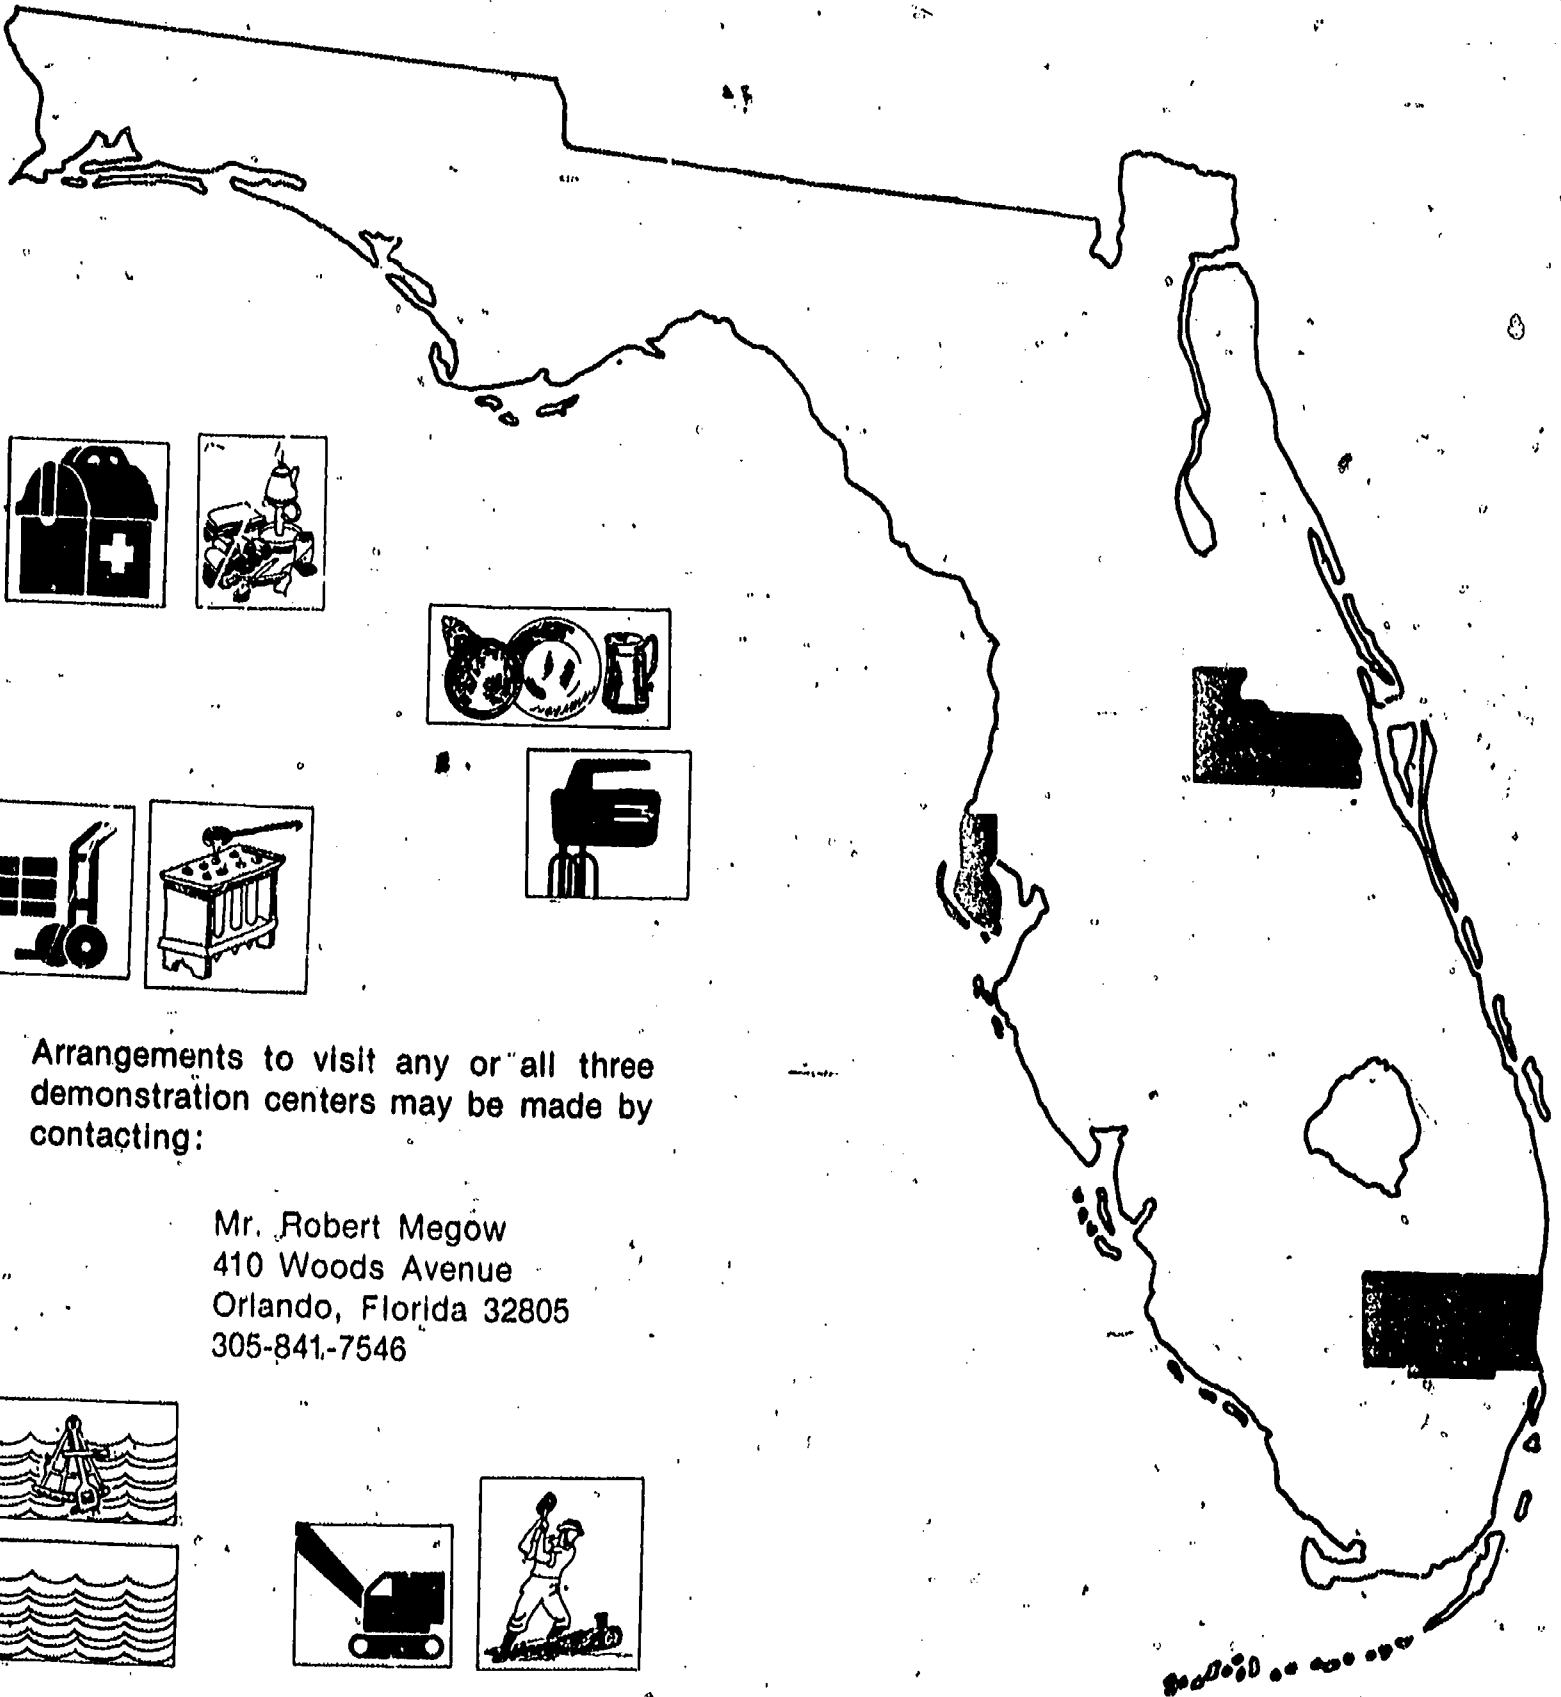 Arrangements to visit any or all three
demonstration centers may be made by
contacting:
Mr. Robert Megow
410 Woods Avenue
Orlando, Florida 32805
305-841-7546